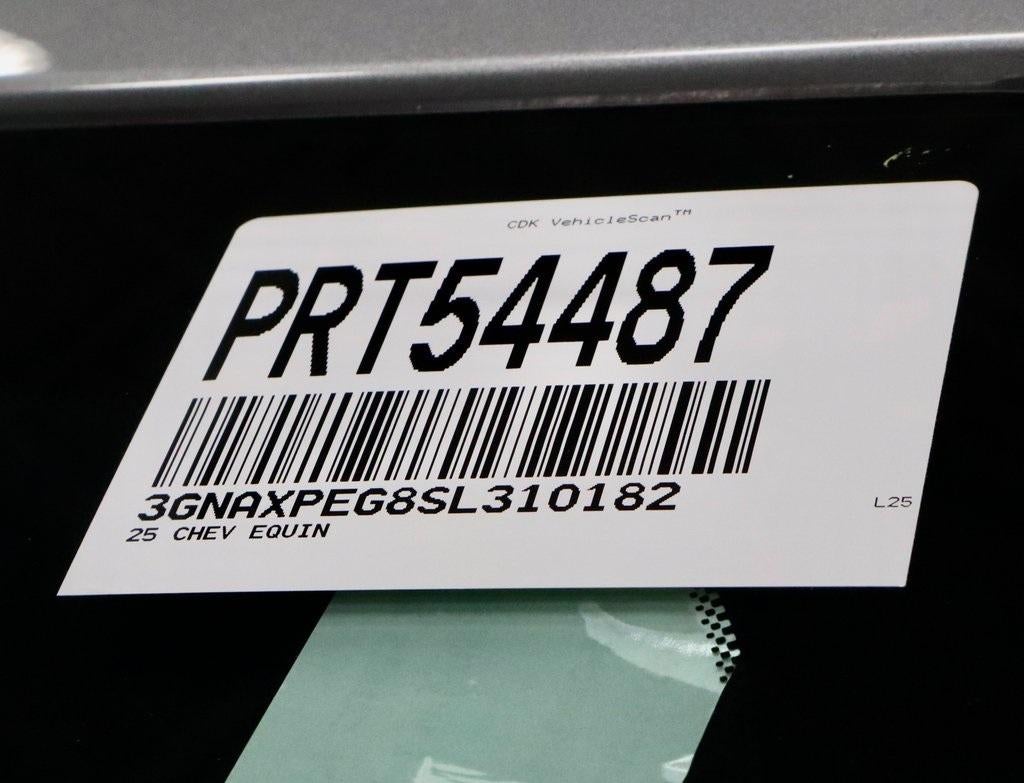 CDK VehicleScan™
PRT54487
3GNAXPEG8SL310182
L25
25 CHEV EQUIN